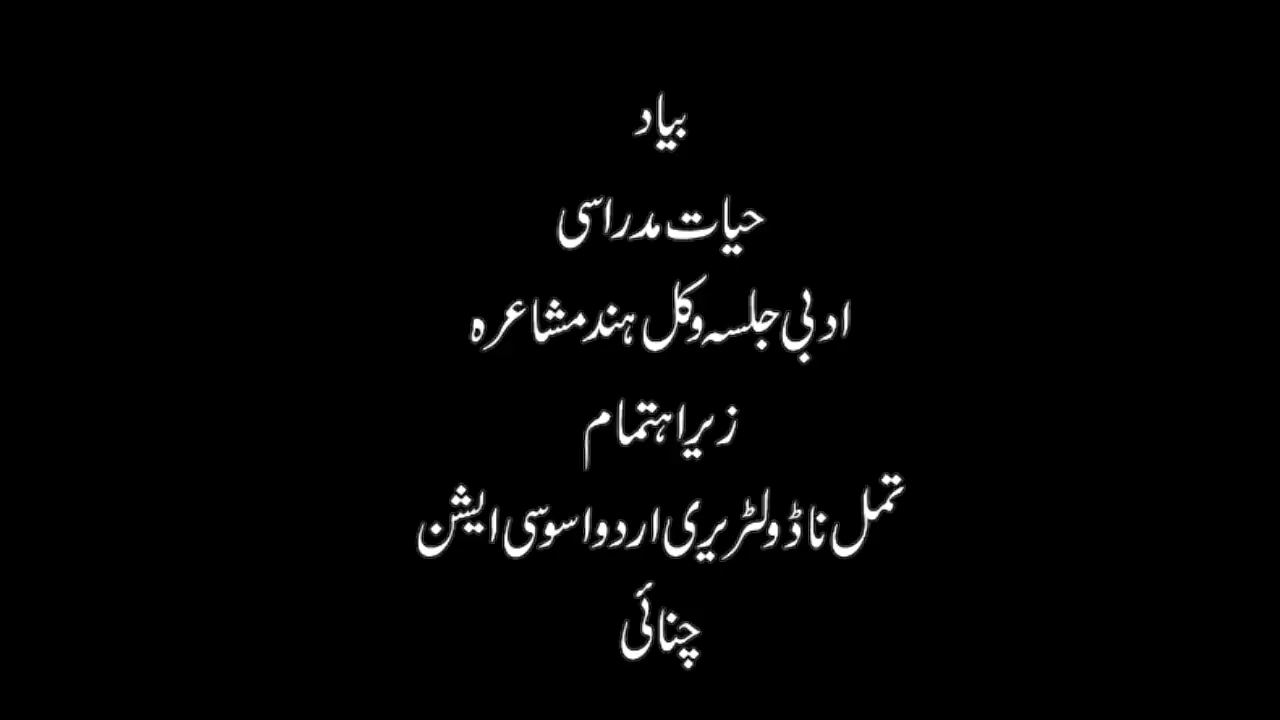 بیاد
حیات مدراسی
ادبی جلسہ وکل ہند مشاعرہ
زیر اہتمام
تمل ناڈو لٹریری اردو اسوسی ایشن
چنائی